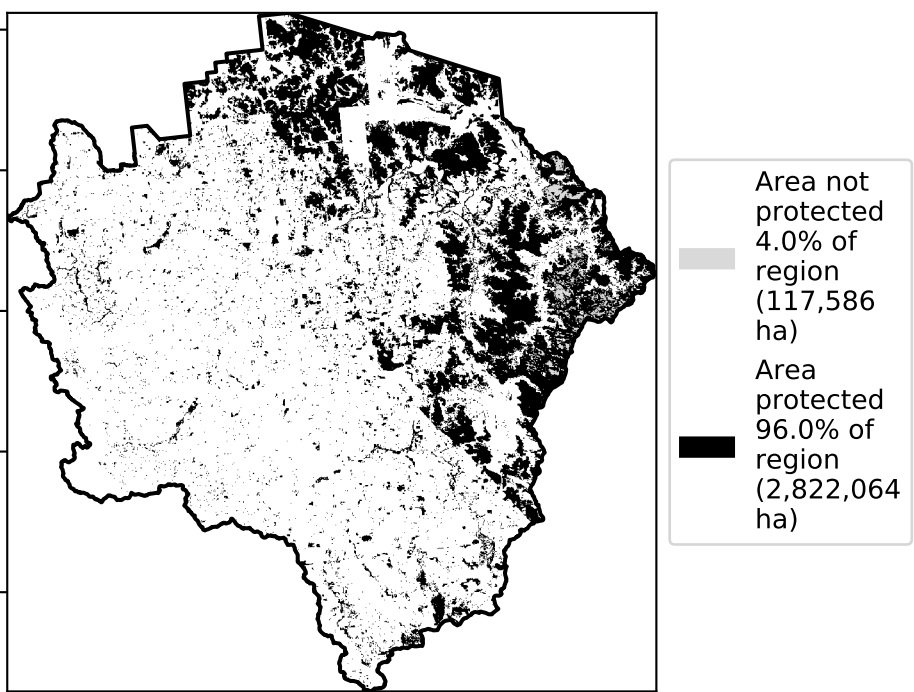 Area not
protected
4.0% of
region
(117,586
ha)
Area
protected
96.0% of
region
(2,822,064
ha)